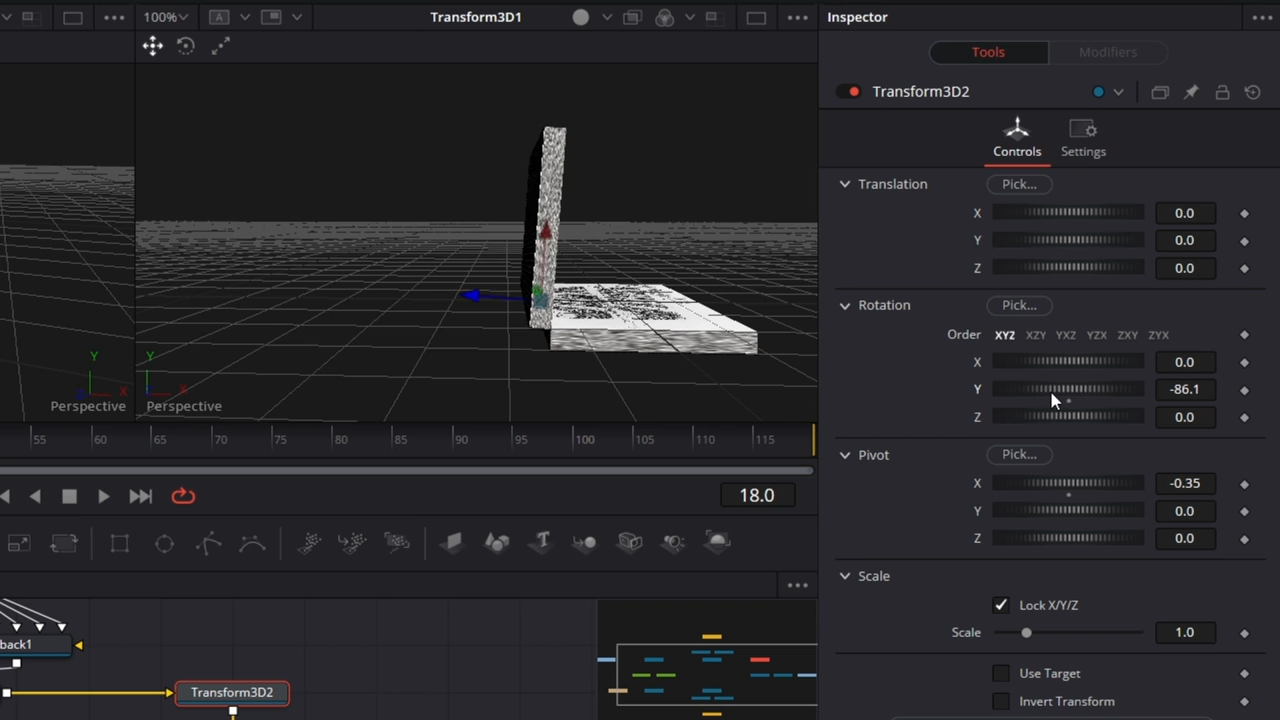 100%
A
Transform3D1
Inspector
Tools
Modifiers
Transform3D2
Controls
Settings
Translation
Pick...
X
0.0
Y
0.0
Z
0.0
Rotation
Pick...
Order
XYZ XZY YXZ YZX ZXY ZYX
X
0.0
Y
-86.1
Z
0.0
Pivot
Pick...
X
-0.35
Y
0.0
Z
0.0
Scale
Lock X/Y/Z
Scale
1.0
Use Target
Invert Transform
Y
X
Perspective
Y
X
Perspective
55 60 65 70 75 80 85 90 95 100 105 110 115
18.0
back1
Transform3D2